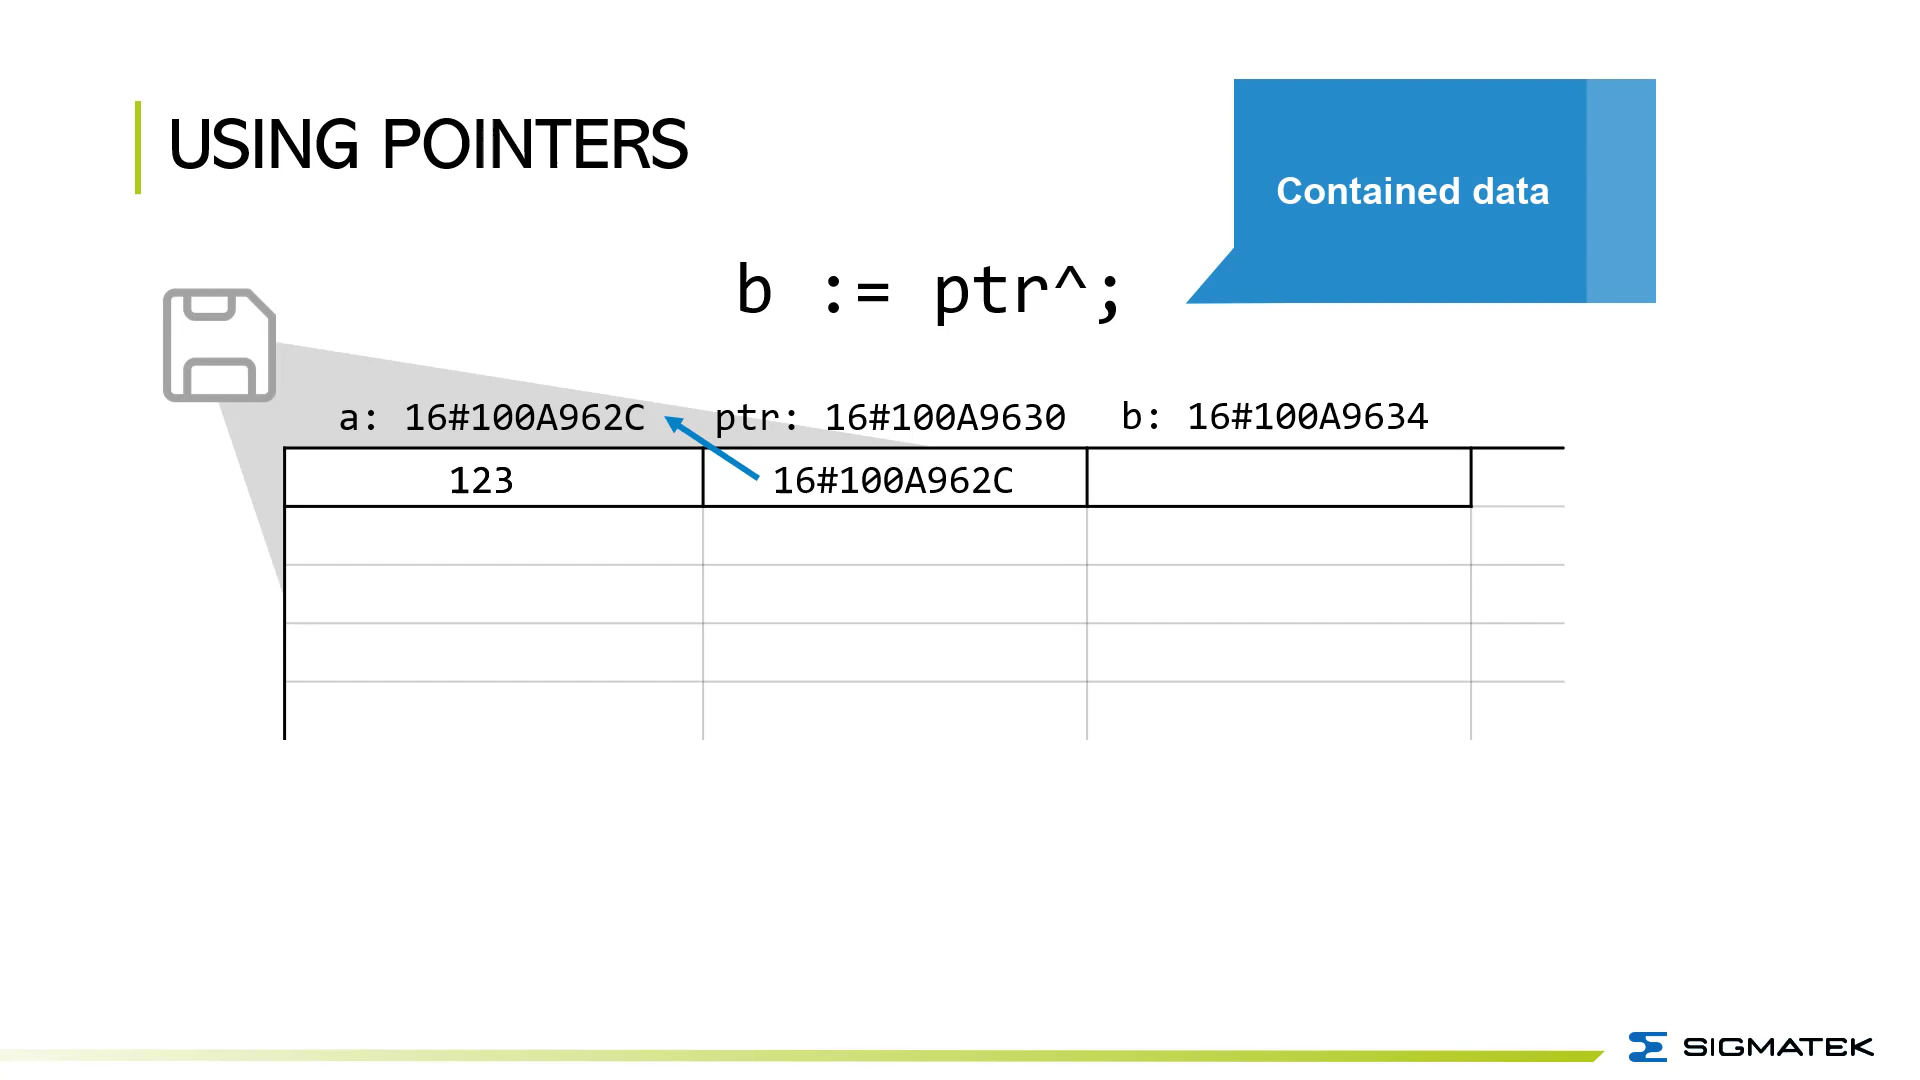 USING POINTERS
Contained data
b := ptr^;
a: 16#100A962C ptr: 16#100A9630 b: 16#100A9634
123 16#100A962C
SIGMATEK